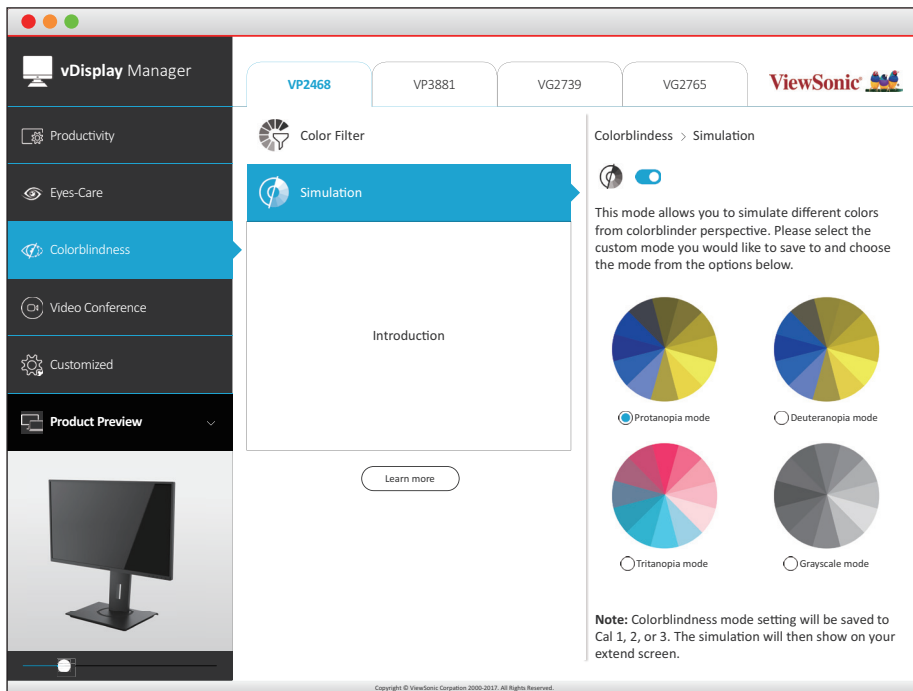 vDisplay Manager
VP2468
VP3881
VG2739
VG2765
ViewSonic®
Productivity
Eyes-Care
Colorblindness
Video Conference
Customized
Product Preview
Color Filter
Simulation
Introduction
Learn more
Colorblindess > Simulation
This mode allows you to simulate different colors
from colorblinder perspective. Please select the
custom mode you would like to save to and choose
the mode from the options below.
Protanopia mode
Deuteranopia mode
Tritanopia mode
Grayscale mode
Note: Colorblindness mode setting will be saved to
Cal 1, 2, or 3. The simulation will then show on your
extend screen.
Copyright © ViewSonic Corpation 2000-2017. All Rights Reserved.